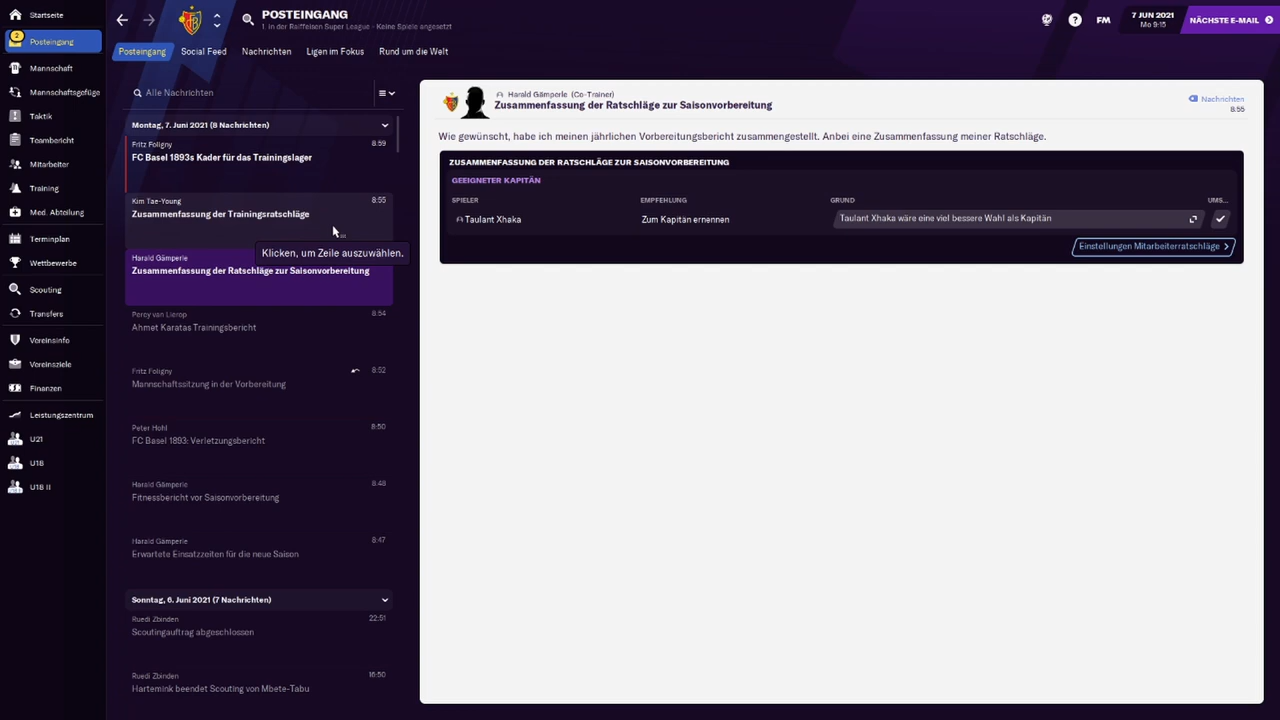 Startseite
2
Posteingang
Mannschaft
Mannschaftsgefüge
Taktik
Teambericht
Mitarbeiter
Training
Med. Abteilung
Terminplan
Wettbewerbe
Scouting
Transfers
Vereinsinfo
Vereinsziele
Finanzen
Leistungszentrum
U21
U18
U18 II
POSTEINGANG
1. in der Raiffeisen Super League - Keine Spiele angesetzt
FM
7 JUN 2021
Mo 9:15
NÄCHSTE E-MAIL
Posteingang
Social Feed
Nachrichten
Ligen im Fokus
Rund um die Welt
Alle Nachrichten
Montag, 7. Juni 2021 (8 Nachrichten)
Fritz Foligny 8:59
FC Basel 1893s Kader für das Trainingslager
Kim Tae-Young 8:55
Zusammenfassung der Trainingsratschläge
Klicken, um Zeile auszuwählen.
Harald Gämperle
Zusammenfassung der Ratschläge zur Saisonvorbereitung
Percy van Lierop 8:54
Ahmet Karatas Trainingsbericht
Fritz Foligny 8:52
Mannschaftssitzung in der Vorbereitung
Peter Hohl 8:50
FC Basel 1893: Verletzungsbericht
Harald Gämperle 8:48
Fitnessbericht vor Saisonvorbereitung
Harald Gämperle 8:47
Erwartete Einsatzzeiten für die neue Saison
Sonntag, 6. Juni 2021 (7 Nachrichten)
Ruedi Zbinden 22:51
Scoutingauftrag abgeschlossen
Ruedi Zbinden 16:50
Hartemink beendet Scouting von Mbete-Tabu
Harald Gämperle (Co-Trainer)
Zusammenfassung der Ratschläge zur Saisonvorbereitung
Nachrichten
8:55
Wie gewünscht, habe ich meinen jährlichen Vorbereitungsbericht zusammengestellt. Anbei eine Zusammenfassung meiner Ratschläge.
ZUSAMMENFASSUNG DER RATSCHLÄGE ZUR SAISONVORBEREITUNG
GEEIGNETER KAPITÄN
SPIELER EMPFEHLUNG GRUND UMS...
Taulant Xhaka Zum Kapitän ernennen Taulant Xhaka wäre eine viel bessere Wahl als Kapitän
Einstellungen Mitarbeiterratschläge